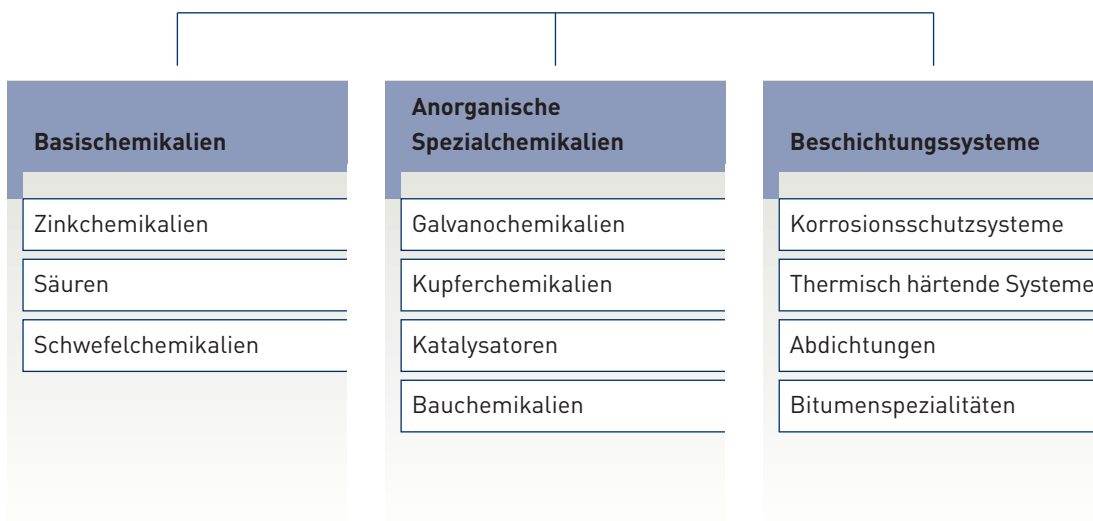 Basischemikalien
Zinkchemikalien
Säuren
Schwefelchemikalien
Anorganische
Spezialchemikalien
Galvanochemikalien
Kupferchemikalien
Katalysatoren
Bauchemikalien
Beschichtungssysteme
Korrosionsschutzsysteme
Thermisch härtende Systeme
Abdichtungen
Bitumenspezialitäten